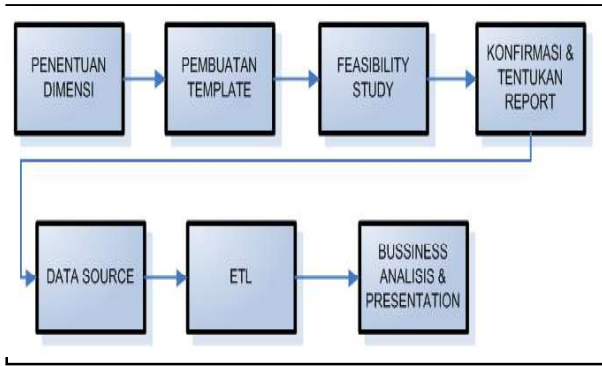 PENENTUAN
DIMENSI
PEMBUATAN
TEMPLATE
FEASIBILITY
STUDY
KONFIRMASI &
TENTUKAN
REPORT
DATA SOURCE
ETL
BUSSINESS
ANALISIS &
PRESENTATION